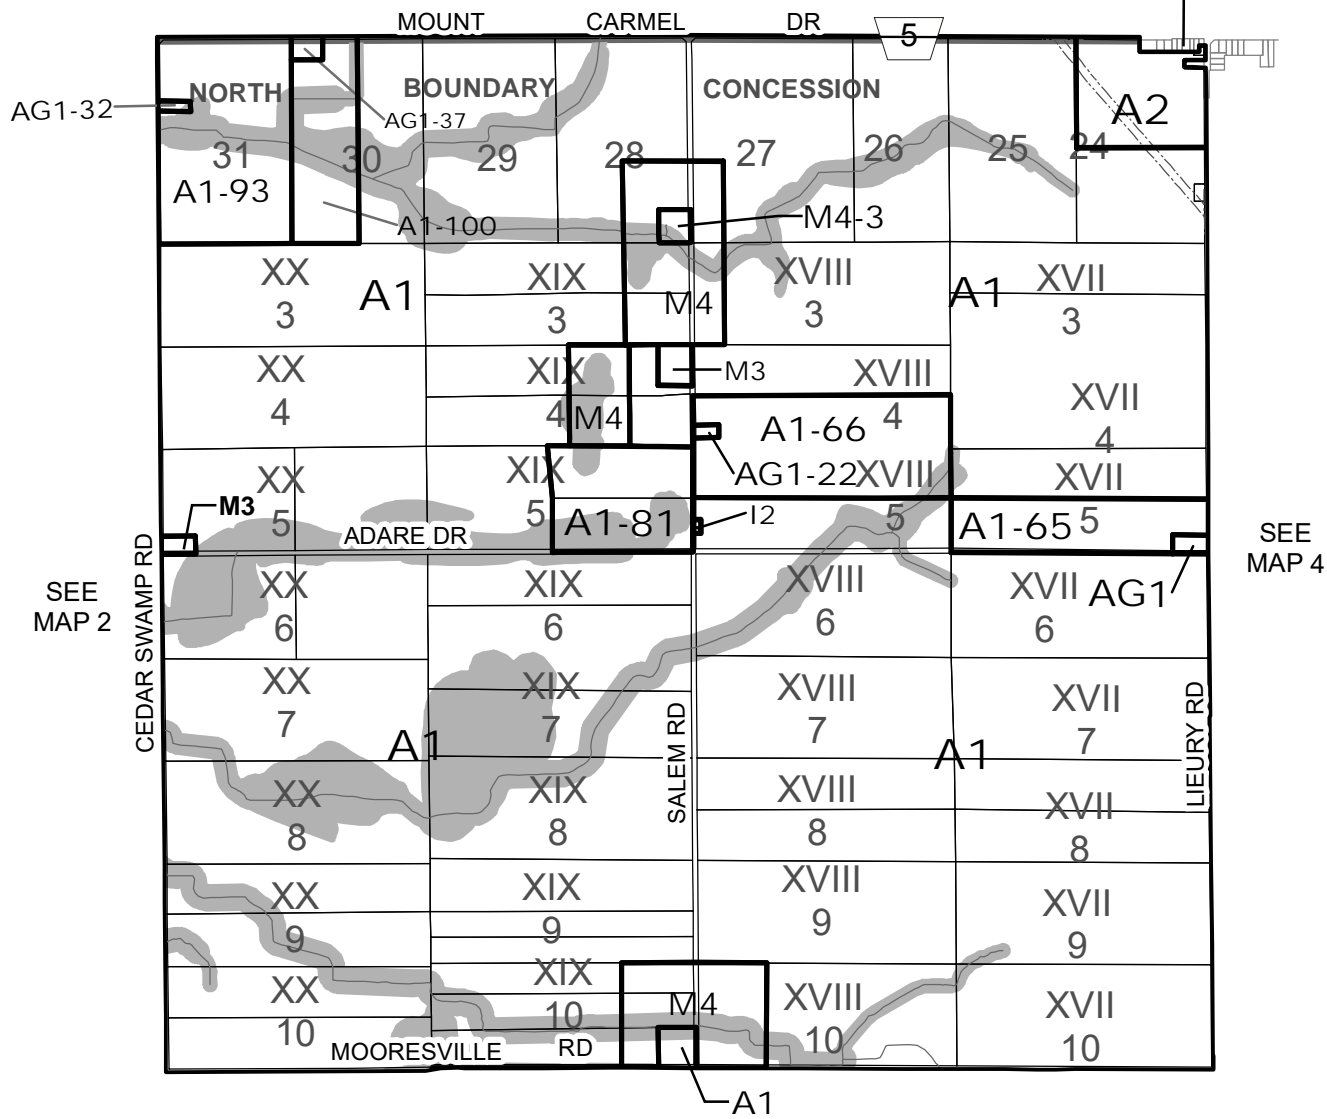 MOUNT CARMEL DR
5
NORTH BOUNDARY CONCESSION
AG1-32
AG1-37
A2
31 30 29 28 27 26 25 24
A1-93
A1-100
M4-3
XX
3
A1
XIX
3
M4
XVIII
3
A1
XVII
3
XX
4
XIX
4
M4
M3
XVIII
4
A1-66
AG1-22
XVII
4
XX
5
M3
XIX
5
A1-81
I2
XVIII
5
XVII
5
A1-65
ADARE DR
CEDAR SWAMP RD
SEE
MAP 2
SEE
MAP 4
AG1
XX
6
XIX
6
XVIII
6
XVII
6
XX
7
XIX
7
XVIII
7
XVII
7
A1
A1
SALEM RD
LIEURY RD
XX
8
XIX
8
XVIII
8
XVII
8
XX
9
XIX
9
XVIII
9
XVII
9
XX
10
XIX
10
M4
XVIII
10
XVII
10
MOORESVILLE RD
A1